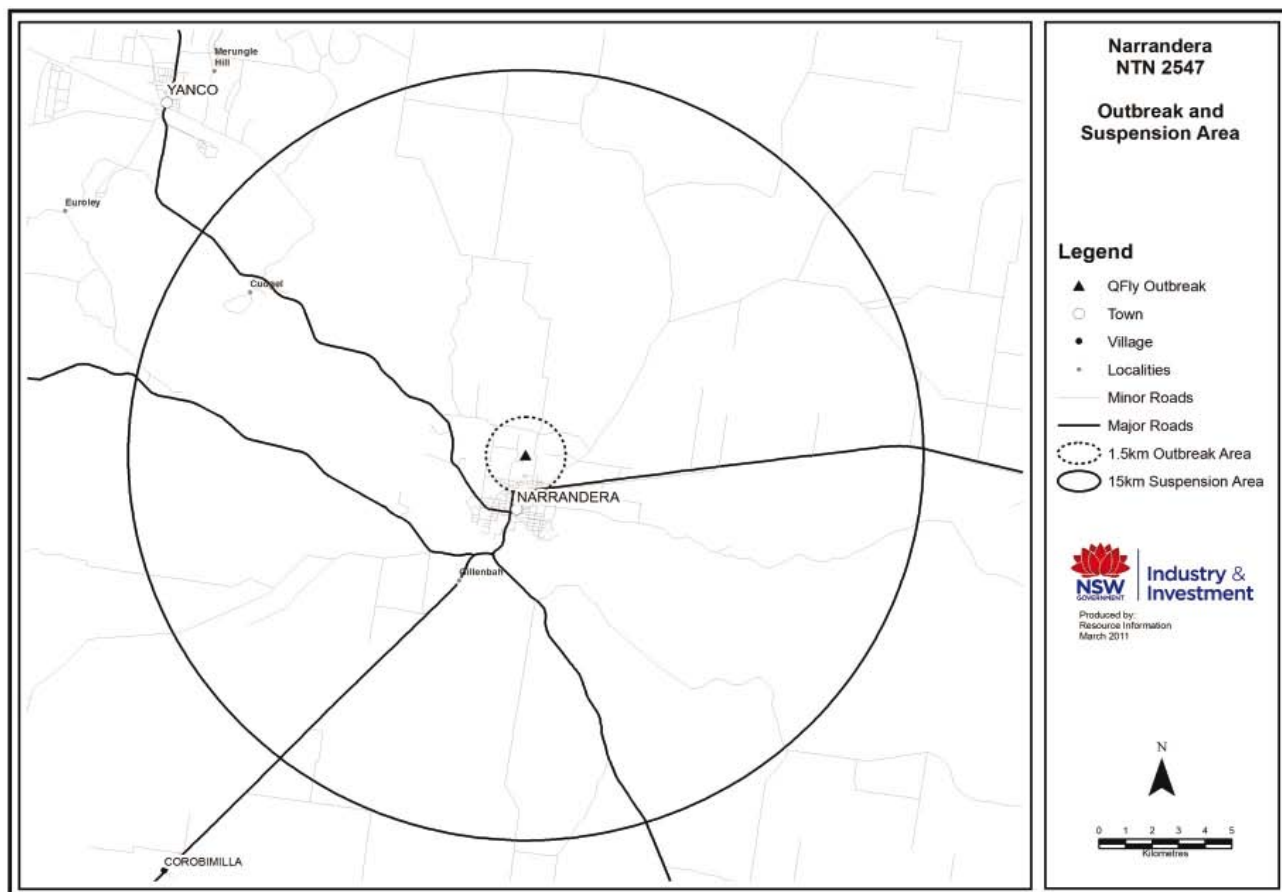 Merungle
Hill
YANCO
Euroley
Cudgel
NARRANDERA
Gillenbah
COROBIMILLA
Narrandera
NTN 2547
Outbreak and
Suspension Area
Legend
QFly Outbreak
Town
Village
Localities
Minor Roads
Major Roads
1.5km Outbreak Area
15km Suspension Area
NSW
GOVERNMENT
Industry &
Investment
Produced by:
Resource Information
March 2011
N
0 1 2 3 4 5
Kilometres